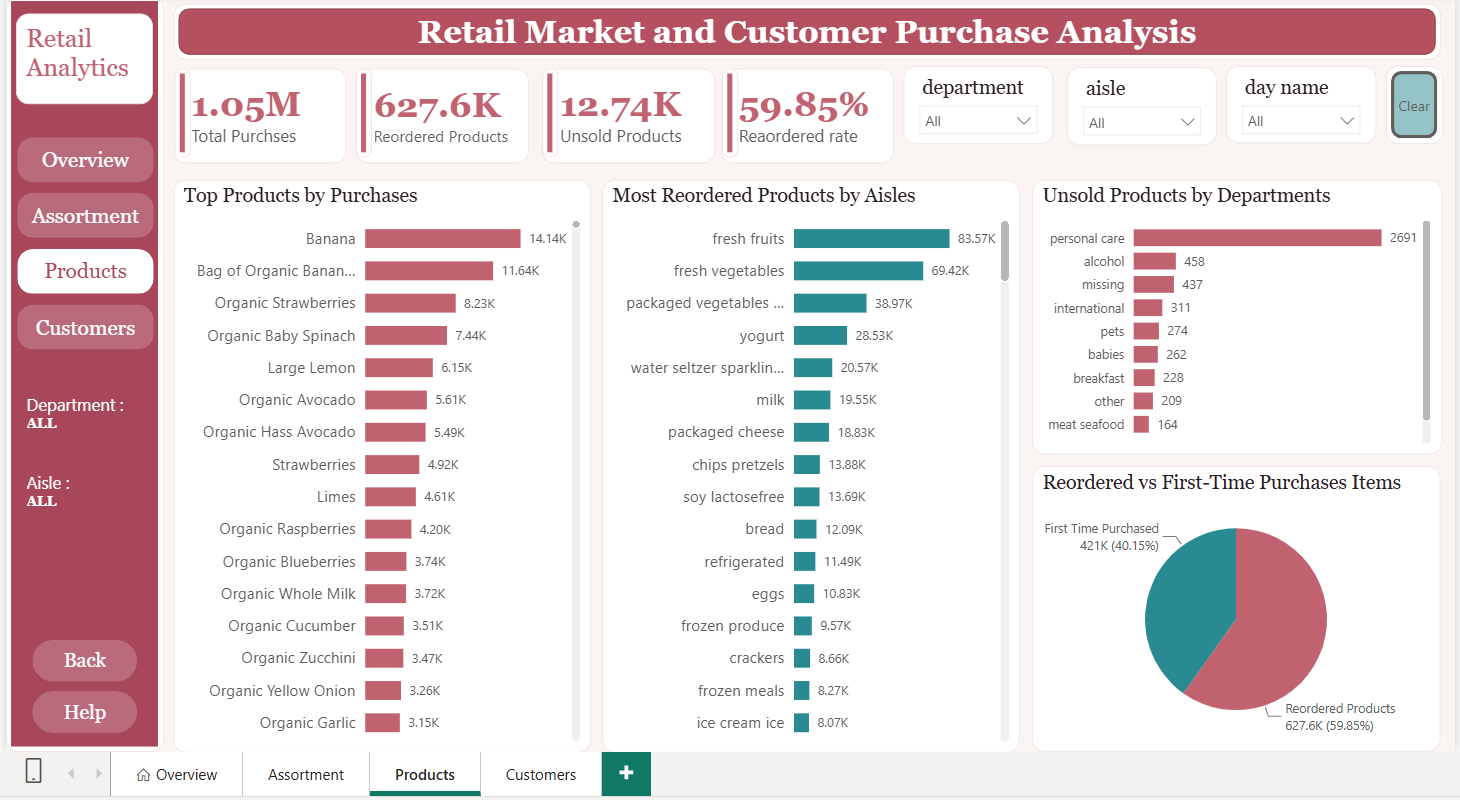 Retail
Analytics
Overview
Assortment
Products
Customers
Department :
ALL
Aisle :
ALL
Back
Help
Retail Market and Customer Purchase Analysis
1.05M
Total Purchses
627.6K
Reordered Products
12.74K
Unsold Products
59.85%
Reaordered rate
department
All
aisle
All
day name
All
Clear
Top Products by Purchases
Banana 14.14K
Bag of Organic Banan... 11.64K
Organic Strawberries 8.23K
Organic Baby Spinach 7.44K
Large Lemon 6.15K
Organic Avocado 5.61K
Organic Hass Avocado 5.49K
Strawberries 4.92K
Limes 4.61K
Organic Raspberries 4.20K
Organic Blueberries 3.74K
Organic Whole Milk 3.72K
Organic Cucumber 3.51K
Organic Zucchini 3.47K
Organic Yellow Onion 3.26K
Organic Garlic 3.15K
Most Reordered Products by Aisles
fresh fruits 83.57K
fresh vegetables 69.42K
packaged vegetables ... 38.97K
yogurt 28.53K
water seltzer sparklin... 20.57K
milk 19.55K
packaged cheese 18.83K
chips pretzels 13.88K
soy lactosefree 13.69K
bread 12.09K
refrigerated 11.49K
eggs 10.83K
frozen produce 9.57K
crackers 8.66K
frozen meals 8.27K
ice cream ice 8.07K
Unsold Products by Departments
personal care 2691
alcohol 458
missing 437
international 311
pets 274
babies 262
breakfast 228
other 209
meat seafood 164
Reordered vs First-Time Purchases Items
First Time Purchased
421K (40.15%)
Reordered Products
627.6K (59.85%)
Overview
Assortment
Products
Customers
+